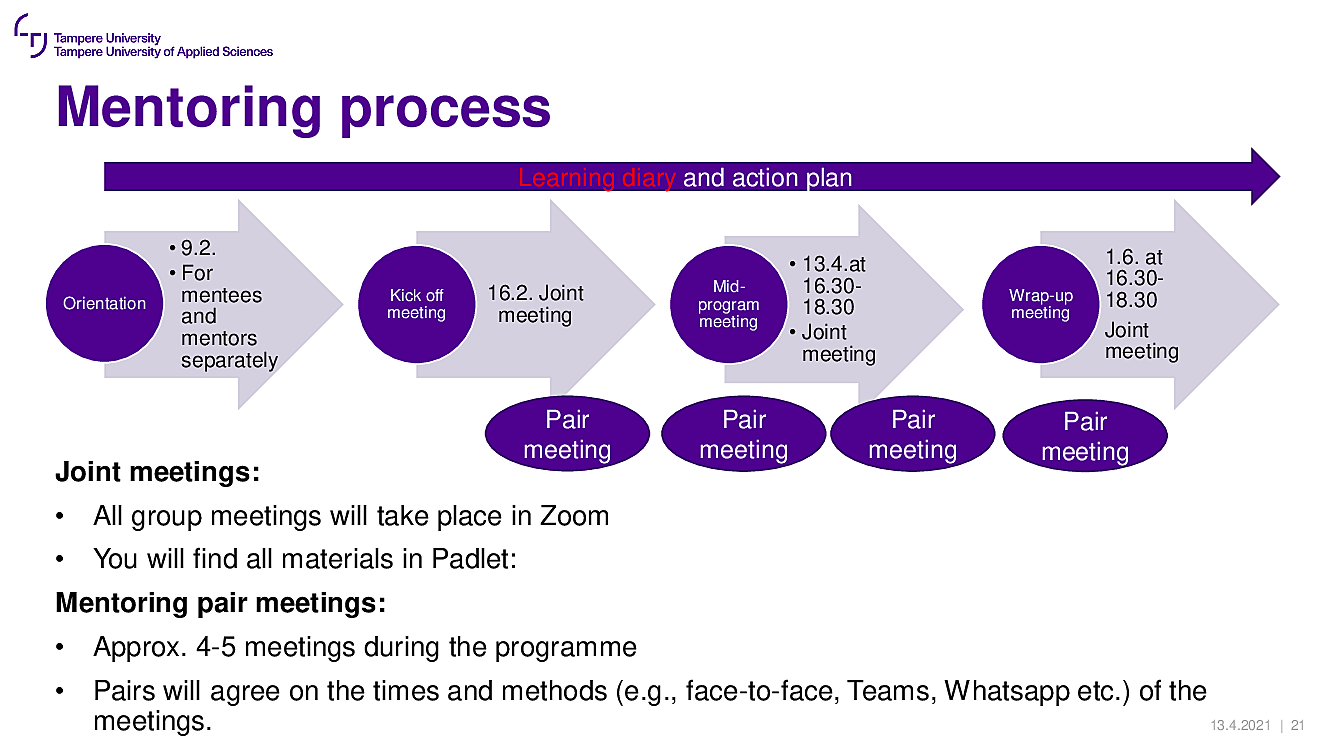 Tampere University
Tampere University of Applied Sciences
Mentoring process
Learning diary and action plan
Orientation
• 9.2.
• For
mentees
and
mentors
separately
Kick off
meeting
16.2. Joint
meeting
Mid-
program
meeting
• 13.4.at
16.30-
18.30
• Joint
meeting
Wrap-up
meeting
1.6. at
16.30-
18.30
Joint
meeting
Pair
meeting
Pair
meeting
Pair
meeting
Pair
meeting
Joint meetings:
• All group meetings will take place in Zoom
• You will find all materials in Padlet:
Mentoring pair meetings:
• Approx. 4-5 meetings during the programme
• Pairs will agree on the times and methods (e.g., face-to-face, Teams, Whatsapp etc.) of the
meetings.
13.4.2021 | 21